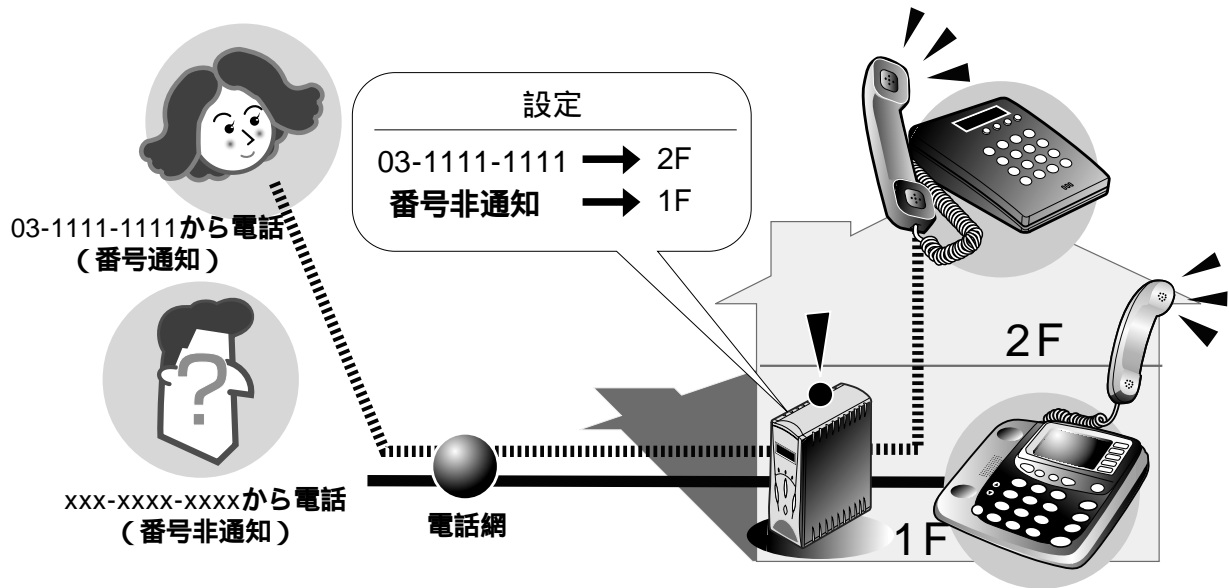 設定
03-1111-1111 → 2F
番号非通知 → 1F
03-1111-1111から電話
（番号通知）
?
xxx-xxxx-xxxxから電話
（番号非通知）
電話網
2F
1F